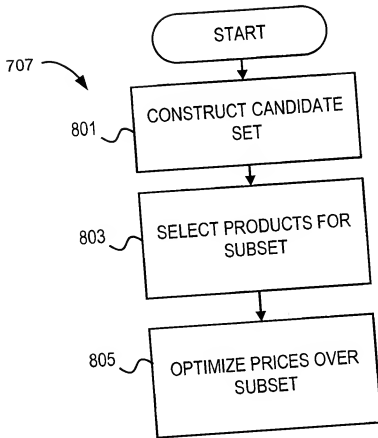 START
707
801
CONSTRUCT CANDIDATE
SET
803
SELECT PRODUCTS FOR
SUBSET
805
OPTIMIZE PRICES OVER
SUBSET